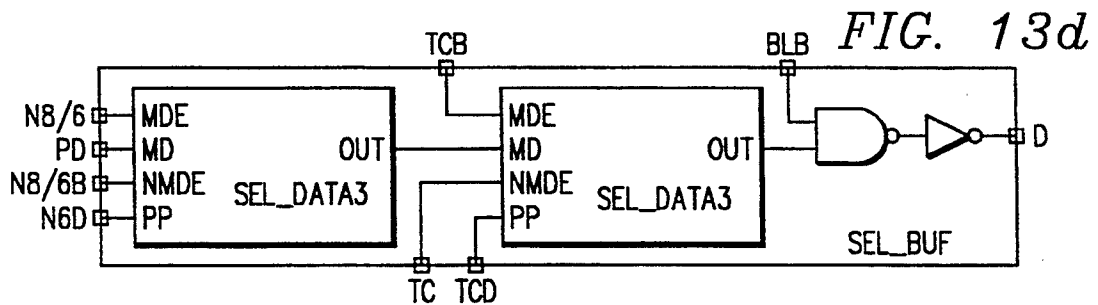 FIG. 13d
TCB
BLB
N8/6
PD
N8/6B
N6D
MDE
MD
NMDE
PP
OUT
SEL_DATA3
MDE
MD
NMDE
PP
OUT
SEL_DATA3
D
SEL_BUF
TC
TCD